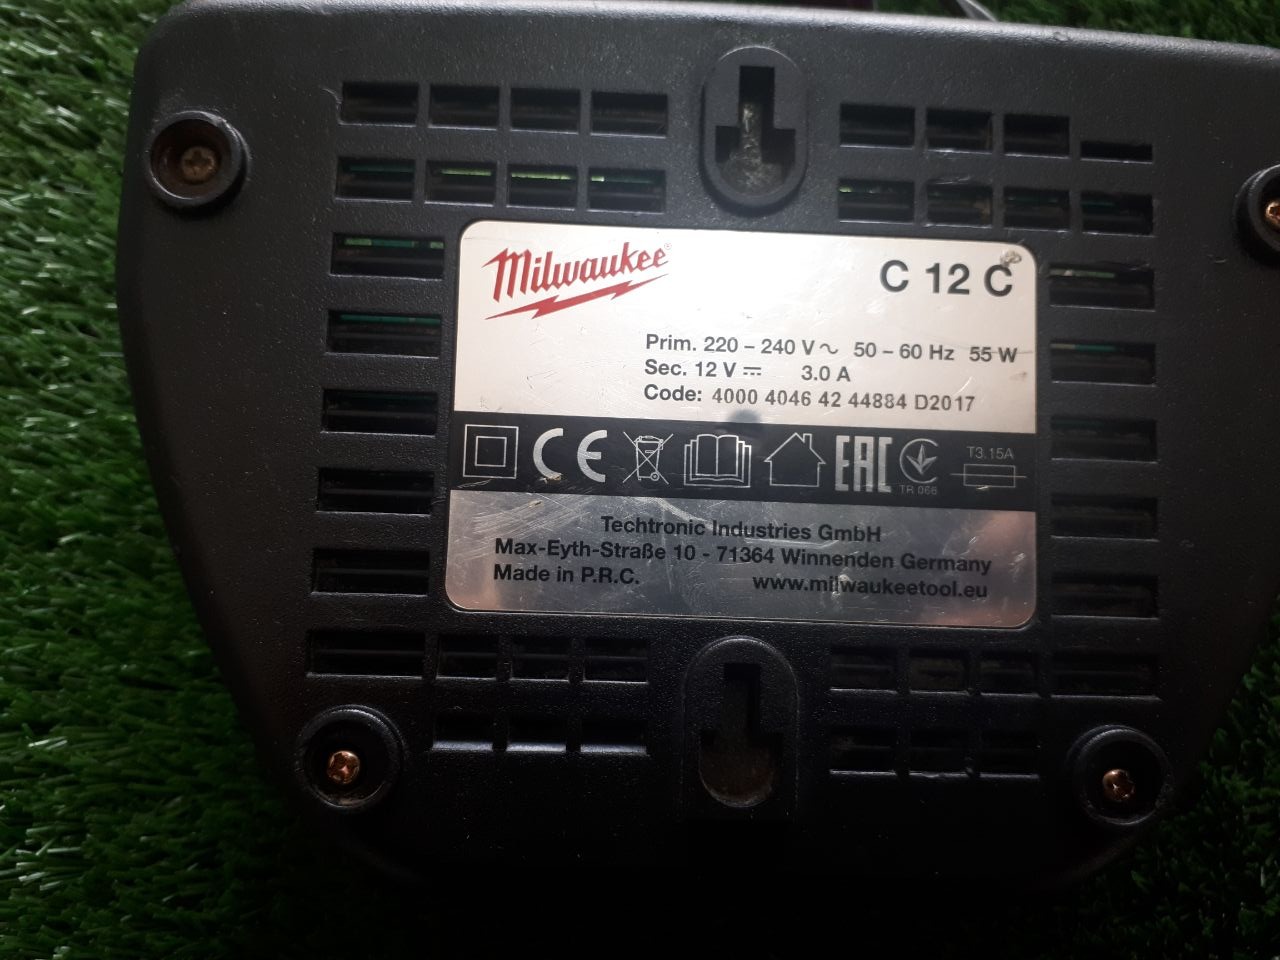 Milwaukee®
C 12 C
Prim. 220 – 240 V ~ 50 – 60 Hz 55 W
Sec. 12 V ⎓ 3.0 A
Code: 4000 4046 42 44884 D2017
CE
EAC
TR 066
T3.15A
Techtronic Industries GmbH
Max-Eyth-Straße 10 - 71364 Winnenden Germany
Made in P.R.C. www.milwaukeetool.eu